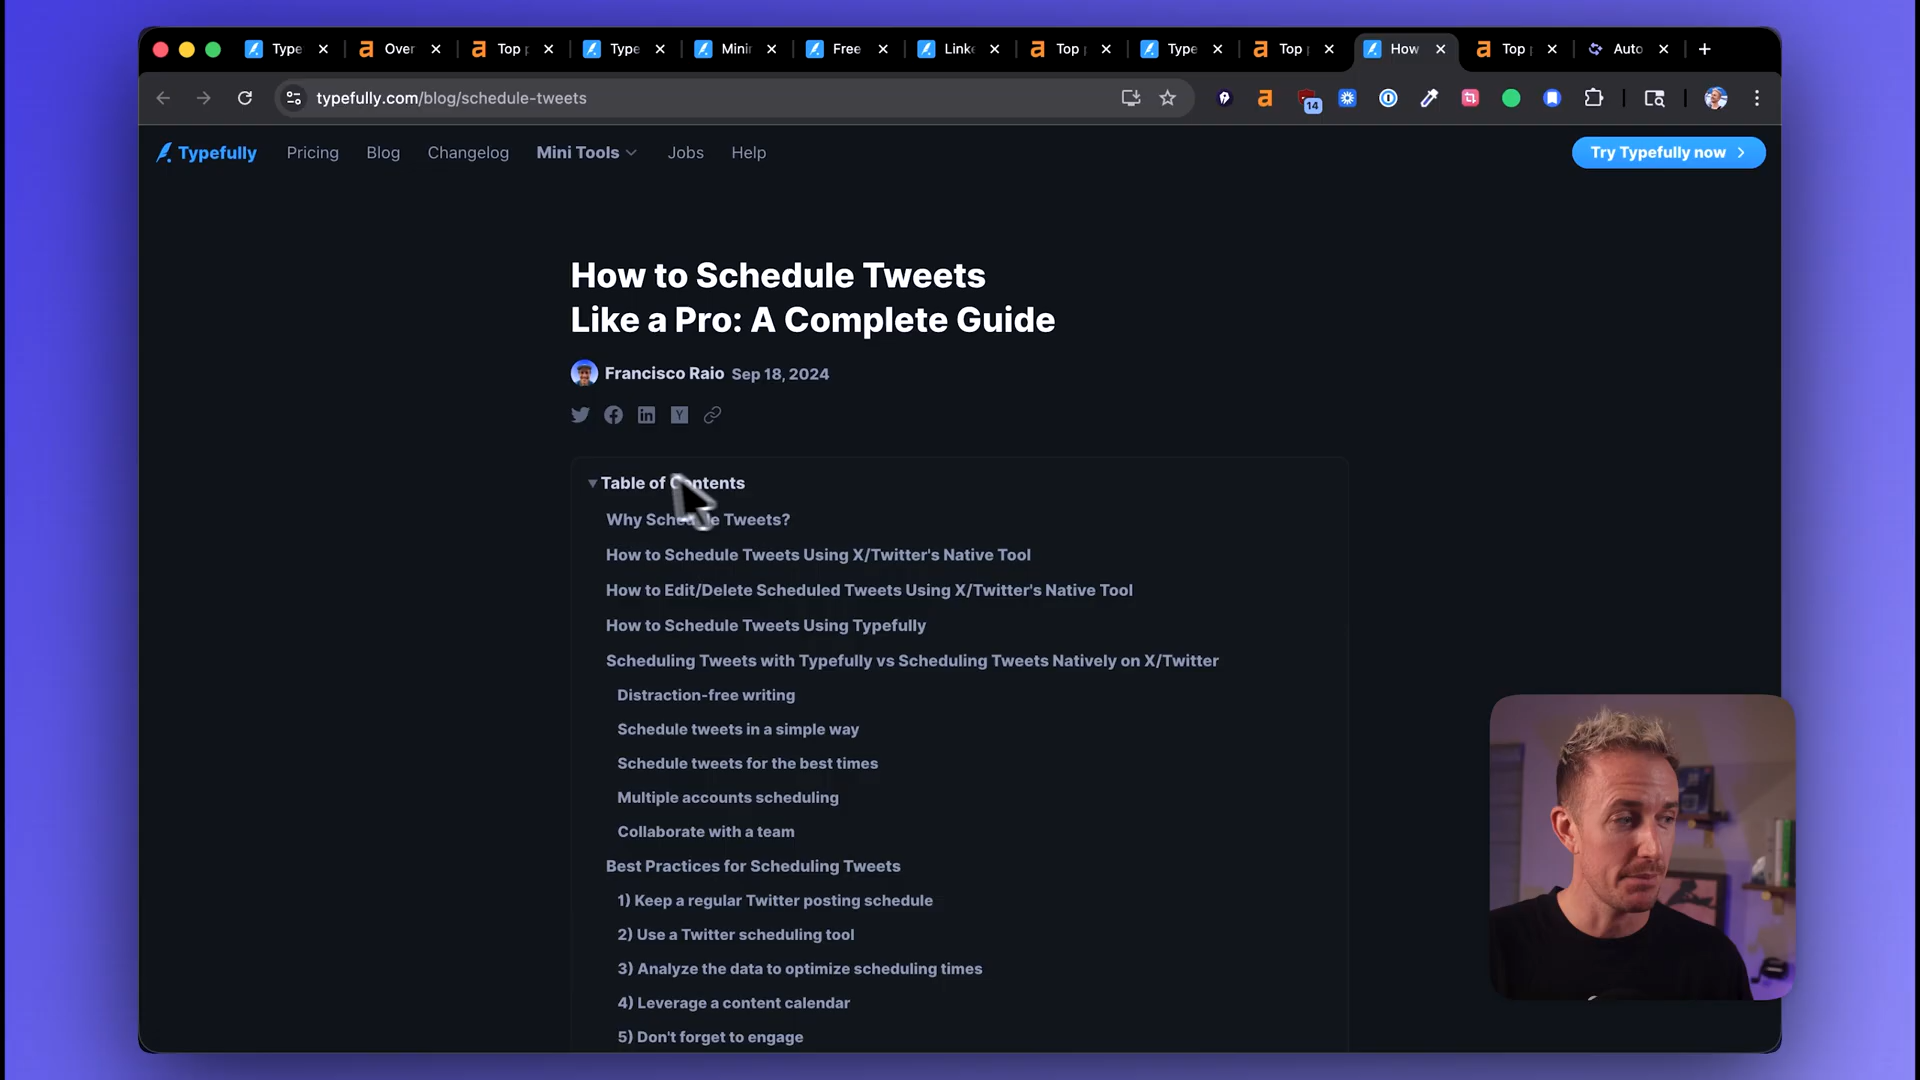 Type
Over
Top p
Type
Mini
Free
Linke
Top p
Type
Top p
How
Top p
Auto
typefully.com/blog/schedule-tweets
14
Typefully
Pricing
Blog
Changelog
Mini Tools
Jobs
Help
Try Typefully now
How to Schedule Tweets
Like a Pro: A Complete Guide
Francisco Raio Sep 18, 2024
Table of Contents
Why Schedule Tweets?
How to Schedule Tweets Using X/Twitter's Native Tool
How to Edit/Delete Scheduled Tweets Using X/Twitter's Native Tool
How to Schedule Tweets Using Typefully
Scheduling Tweets with Typefully vs Scheduling Tweets Natively on X/Twitter
Distraction-free writing
Schedule tweets in a simple way
Schedule tweets for the best times
Multiple accounts scheduling
Collaborate with a team
Best Practices for Scheduling Tweets
1) Keep a regular Twitter posting schedule
2) Use a Twitter scheduling tool
3) Analyze the data to optimize scheduling times
4) Leverage a content calendar
5) Don't forget to engage